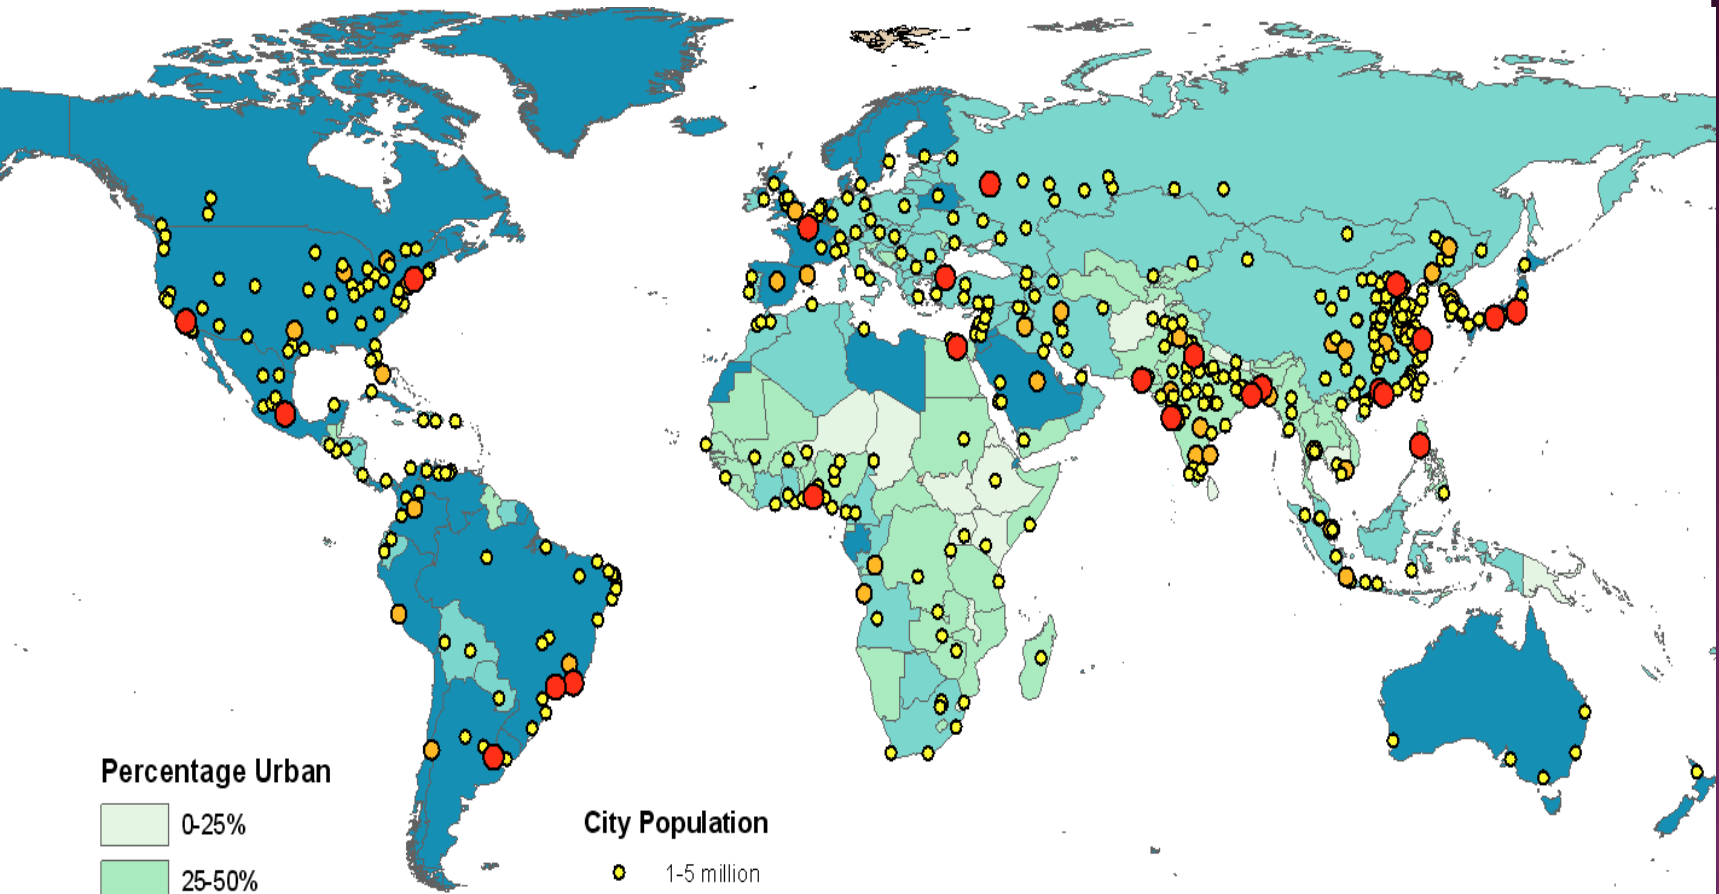 Percentage Urban
0-25%
25-50%
City Population
1-5 million